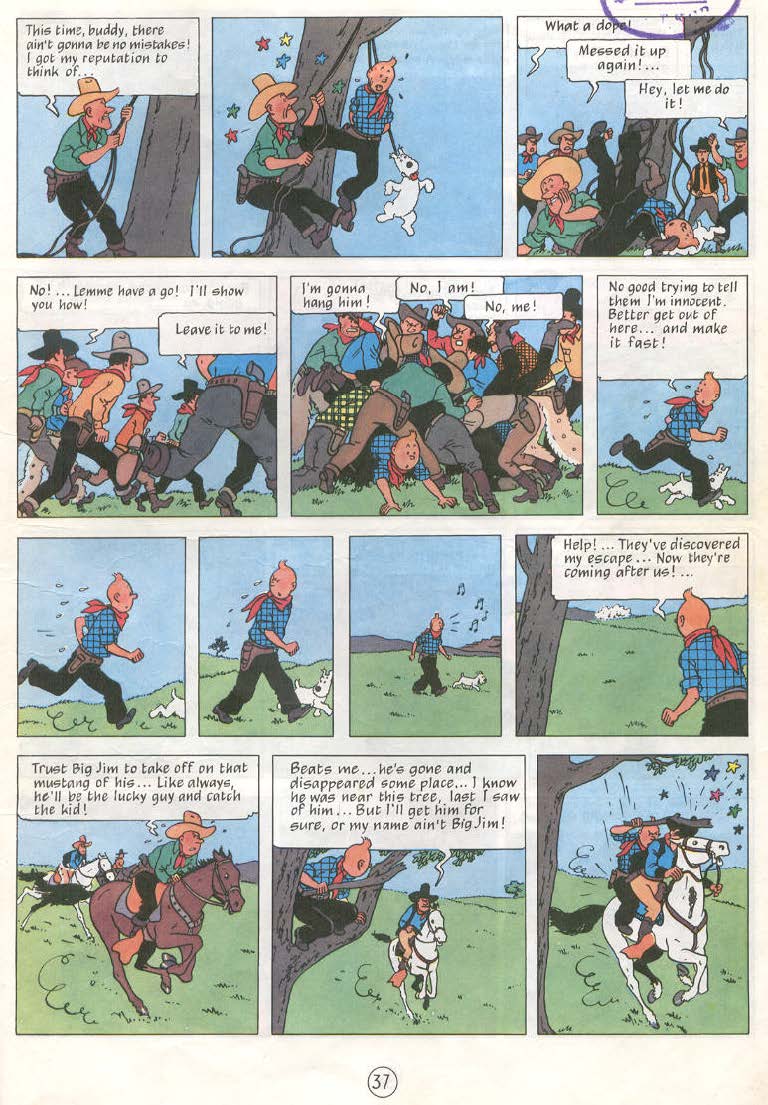 This time, buddy, there
ain't gonna be no mistakes!
I got my reputation to
think of...
What a dope!
Messed it up
again!...
Hey, let me do
it!
No! ... Lemme have a go! I'll show
you how!
Leave it to me!
I'm gonna
hang him!
No, I am!
No, me!
No good trying to tell
them I'm innocent.
Better get out of
here... and make
it fast!
Help! ... They've discovered
my escape ... Now they're
coming after us! ...
Trust Big Jim to take off on that
mustang of his ... Like always,
he'll be the lucky guy and catch
the kid!
Beats me ... he's gone and
disappeared some place... I know
he was near this tree, last I saw
of him ... But I'll get him for
sure, or my name ain't Big Jim!
37